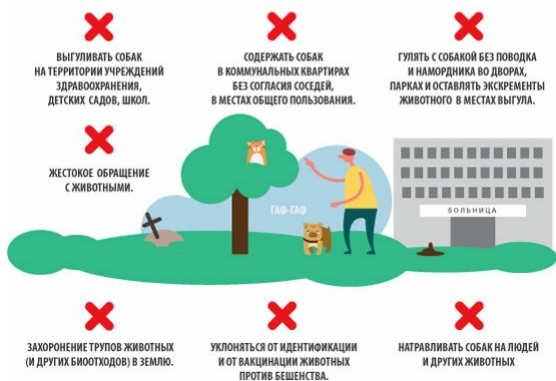 ВЫГУЛИВАТЬ СОБАК
НА ТЕРРИТОРИИ УЧРЕЖДЕНИЙ
ЗДРАВООХРАНЕНИЯ,
ДЕТСКИХ САДОВ, ШКОЛ.
СОДЕРЖАТЬ СОБАК
В КОММУНАЛЬНЫХ КВАРТИРАХ
БЕЗ СОГЛАСИЯ СОСЕДЕЙ,
В МЕСТАХ ОБЩЕГО ПОЛЬЗОВАНИЯ.
ГУЛЯТЬ С СОБАКОЙ БЕЗ ПОВОДКА
И НАМОРДНИКА ВО ДВОРАХ,
ПАРКАХ И ОСТАВЛЯТЬ ЭКСКРЕМЕНТЫ
ЖИВОТНОГО В МЕСТАХ ВЫГУЛА.
ЖЕСТОКОЕ ОБРАЩЕНИЕ
С ЖИВОТНЫМИ.
ГАФ-ГАФ
БОЛЬНИЦА
ЗАХОРОНЕНИЕ ТРУПОВ ЖИВОТНЫХ
(И ДРУГИХ БИООТХОДОВ) В ЗЕМЛЮ.
УКЛОНЯТЬСЯ ОТ ИДЕНТИФИКАЦИИ
И ОТ ВАКЦИНАЦИИ ЖИВОТНЫХ
ПРОТИВ БЕШЕНСТВА.
НАТРАВЛИВАТЬ СОБАК НА ЛЮДЕЙ
И ДРУГИХ ЖИВОТНЫХ